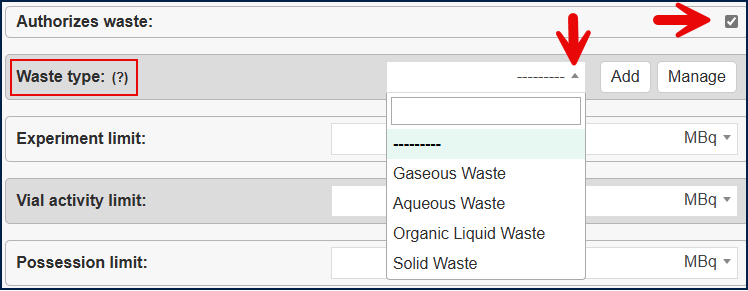 Authorizes waste:
Waste type: (?) --------- Add Manage
---------
Experiment limit: MBq
Gaseous Waste
Vial activity limit: MBq
Aqueous Waste
Organic Liquid Waste
Possession limit: MBq
Solid Waste